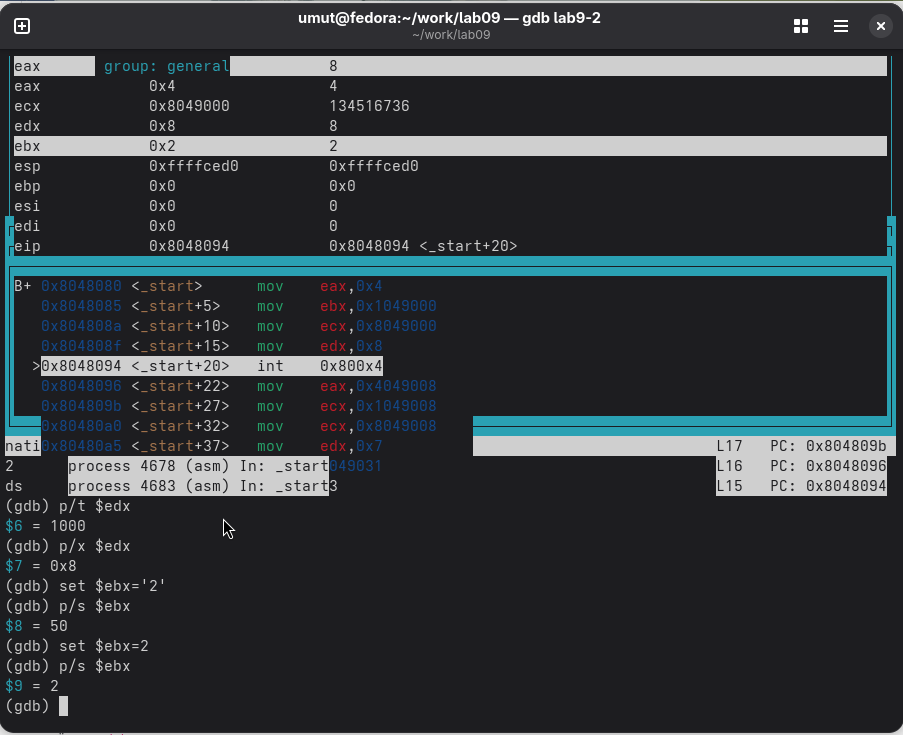 umut@fedora:~/work/lab09 — gdb lab9-2
~/work/lab09
eax group: general 8
eax 0x4 4
ecx 0x8049000 134516736
edx 0x8 8
ebx 0x2 2
esp 0xffffced0 0xffffced0
ebp 0x0 0x0
esi 0x0 0
edi 0x0 0
eip 0x8048094 0x8048094 <_start+20>
B+ 0x8048080 <_start> mov eax,0x4
0x8048085 <_start+5> mov ebx,0x1049000
0x804808a <_start+10> mov ecx,0x8049000
0x804808f <_start+15> mov edx,0x8
>0x8048094 <_start+20> int 0x800x4
0x8048096 <_start+22> mov eax,0x4049008
0x804809b <_start+27> mov ecx,0x1049008
0x80480a0 <_start+32> mov ecx,0x8049008
nati0x80480a5 <_start+37> mov edx,0x7 L17 PC: 0x804809b
2 process 4678 (asm) In: _start049031 L16 PC: 0x8048096
ds process 4683 (asm) In: _start3 L15 PC: 0x8048094
(gdb) p/t $edx
$6 = 1000
(gdb) p/x $edx
$7 = 0x8
(gdb) set $ebx='2'
(gdb) p/s $ebx
$8 = 50
(gdb) set $ebx=2
(gdb) p/s $ebx
$9 = 2
(gdb)